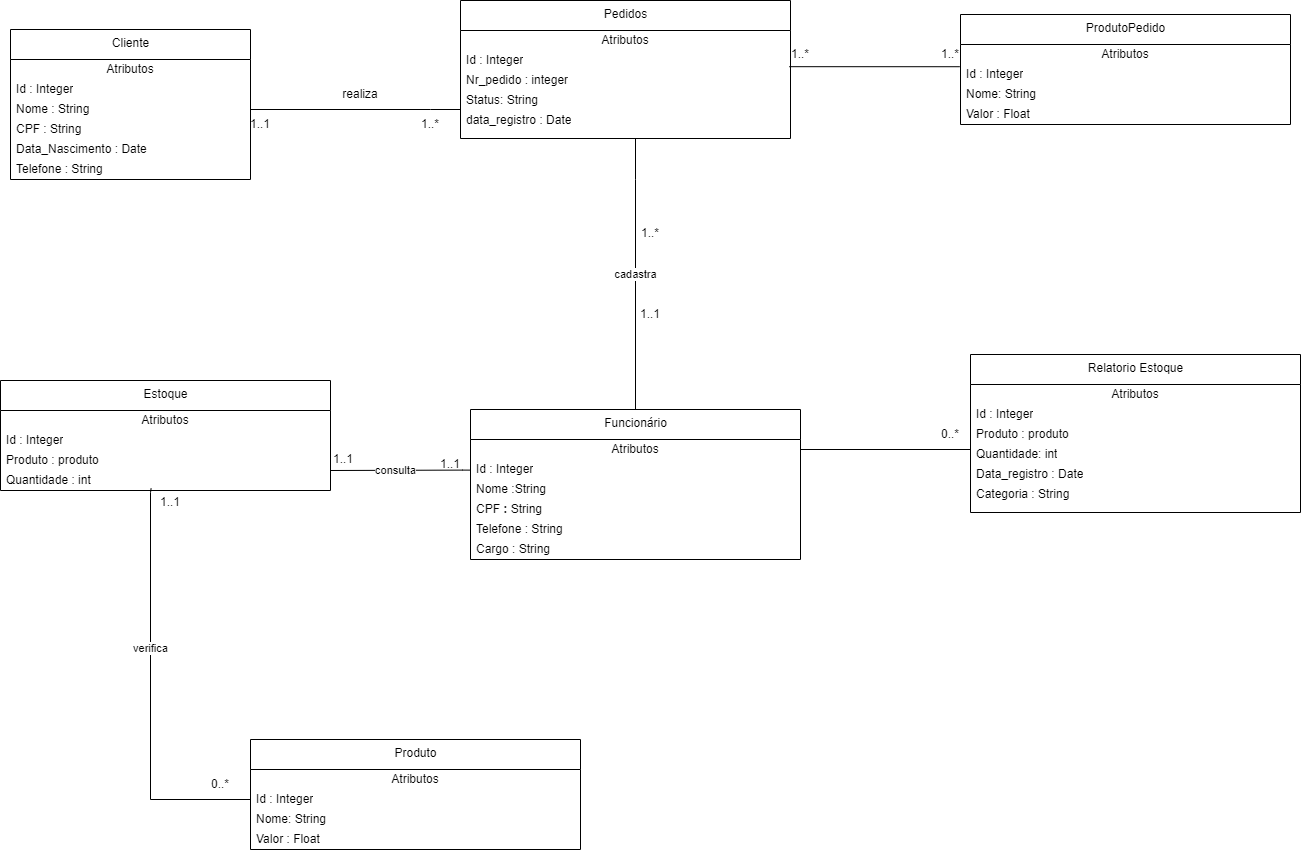 Cliente
Atributos
Id : Integer
Nome : String
CPF : String
Data_Nascimento : Date
Telefone : String
realiza
1..1
1..*
Pedidos
Atributos
Id : Integer
Nr_pedido : integer
Status: String
data_registro : Date
1..*
1..*
ProdutoPedido
Atributos
Id : Integer
Nome: String
Valor : Float
1..*
cadastra
1..1
Estoque
Atributos
Id : Integer
Produto : produto
Quantidade : int
1..1
consulta
1..1
Funcionário
Atributos
Id : Integer
Nome :String
CPF : String
Telefone : String
Cargo : String
0..*
Relatorio Estoque
Atributos
Id : Integer
Produto : produto
Quantidade: int
Data_registro : Date
Categoria : String
1..1
verifica
0..*
Produto
Atributos
Id : Integer
Nome: String
Valor : Float